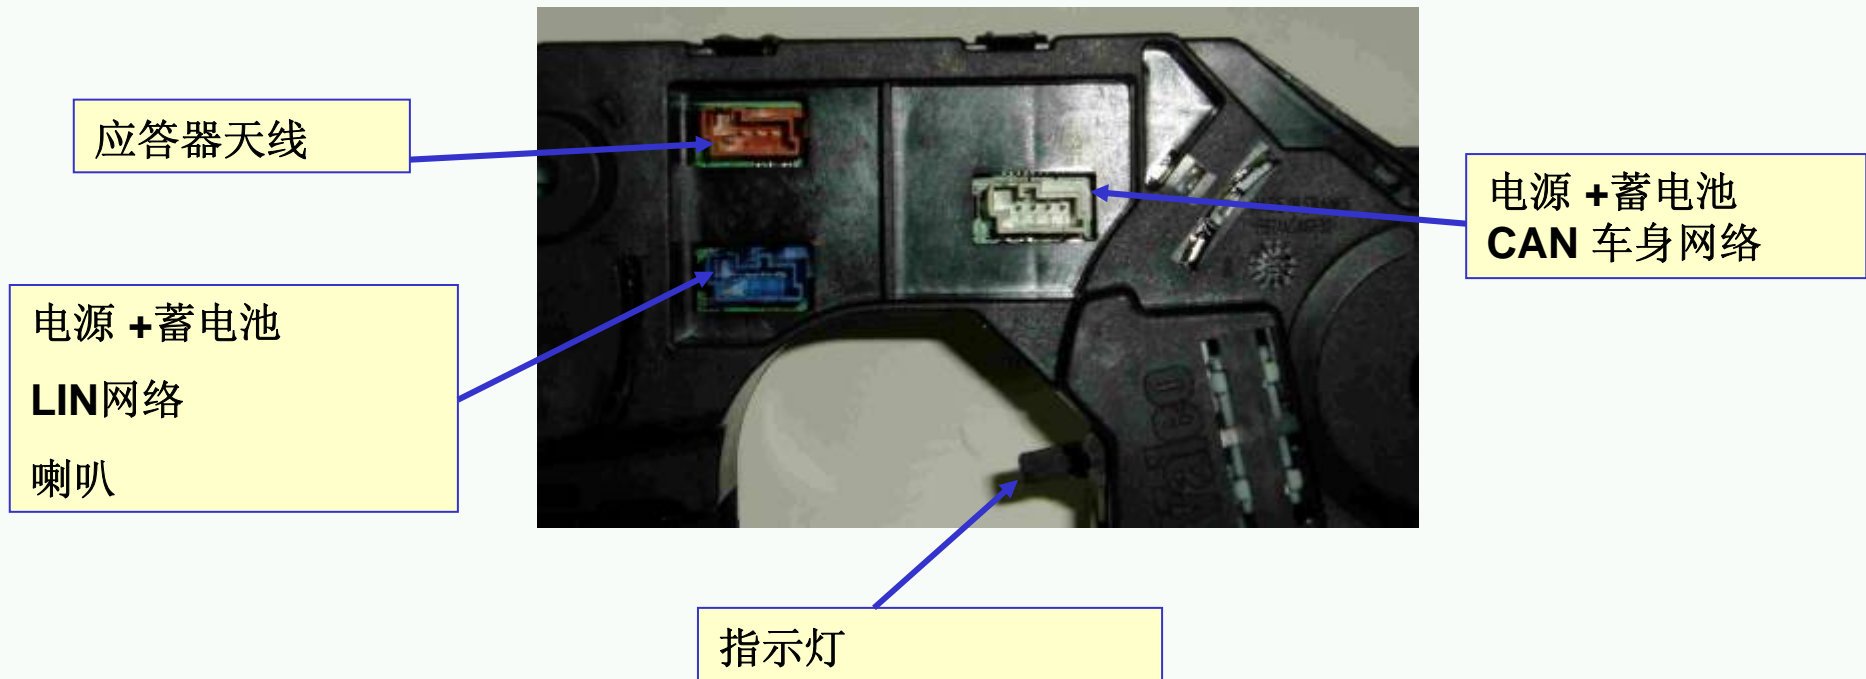 应答器天线
电源 +蓄电池
CAN 车身网络
电源 +蓄电池
LIN网络
喇叭
指示灯